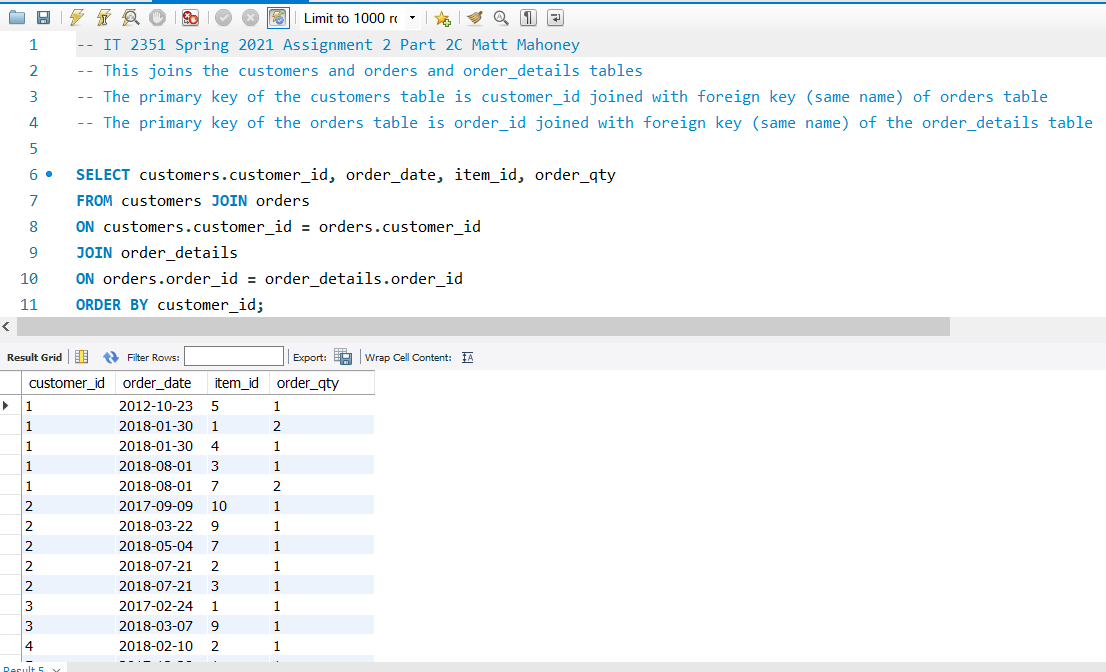 Limit to 1000 rc
1 -- IT 2351 Spring 2021 Assignment 2 Part 2C Matt Mahoney
2 -- This joins the customers and orders and order_details tables
3 -- The primary key of the customers table is customer_id joined with foreign key (same name) of orders table
4 -- The primary key of the orders table is order_id joined with foreign key (same name) of the order_details table
5
6 SELECT customers.customer_id, order_date, item_id, order_qty
7 FROM customers JOIN orders
8 ON customers.customer_id = orders.customer_id
9 JOIN order_details
10 ON orders.order_id = order_details.order_id
11 ORDER BY customer_id;
Result Grid Filter Rows: Export: Wrap Cell Content: IA
customer_id order_date item_id order_qty
1 2012-10-23 5 1
1 2018-01-30 1 2
1 2018-01-30 4 1
1 2018-08-01 3 1
1 2018-08-01 7 2
2 2017-09-09 10 1
2 2018-03-22 9 1
2 2018-05-04 7 1
2 2018-07-21 2 1
2 2018-07-21 3 1
3 2017-02-24 1 1
3 2018-03-07 9 1
4 2018-02-10 2 1
Result 5